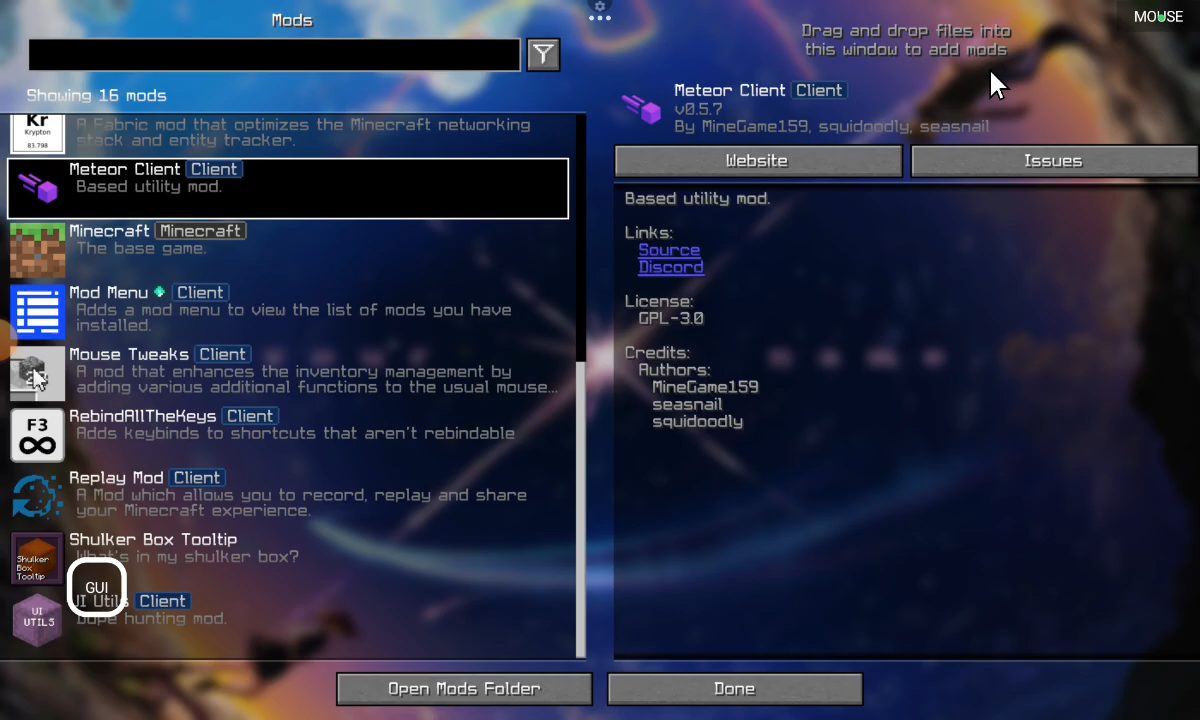 Mods
MOUSE
Drag and drop files into
this window to add mods
Showing 16 mods
Kr
Krypton
83.798
A Fabric mod that optimizes the Minecraft networking
stack and entity tracker.
Meteor Client Client
Based utility mod.
Minecraft Minecraft
The base game.
Mod Menu Client
Adds a mod menu to view the list of mods you have
installed.
Mouse Tweaks Client
A mod that enhances the inventory management by
adding various additional functions to the usual mouse...
F3
RebindAllTheKeys Client
Adds keybinds to shortcuts that aren't rebindable
Replay Mod Client
A Mod which allows you to record, replay and share
your Minecraft experience.
Shulker
Box
Tooltip
Shulker Box Tooltip
What's in my shulker box?
GUI
UI
UTILS
UI Utils Client
Dope hunting mod.
Meteor Client Client
v0.5.7
By MineGame159, squidoodly, seasnail
Website
Issues
Based utility mod.
Links:
Source
Discord
License:
GPL-3.0
Credits:
Authors:
MineGame159
seasnail
squidoodly
Open Mods Folder
Done